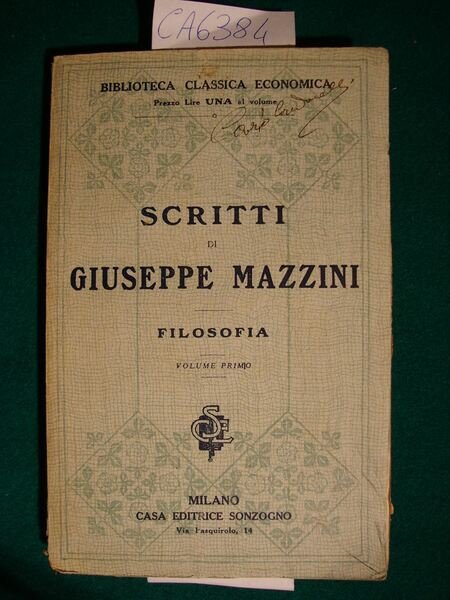 CA6384
BIBLIOTECA CLASSICA ECONOMICA
Prezzo Lire UNA al volume
SCRITTI
DI
GIUSEPPE MAZZINI
FILOSOFIA
VOLUME PRIMO
MILANO
CASA EDITRICE SONZOGNO
Via Pasquirolo, 14